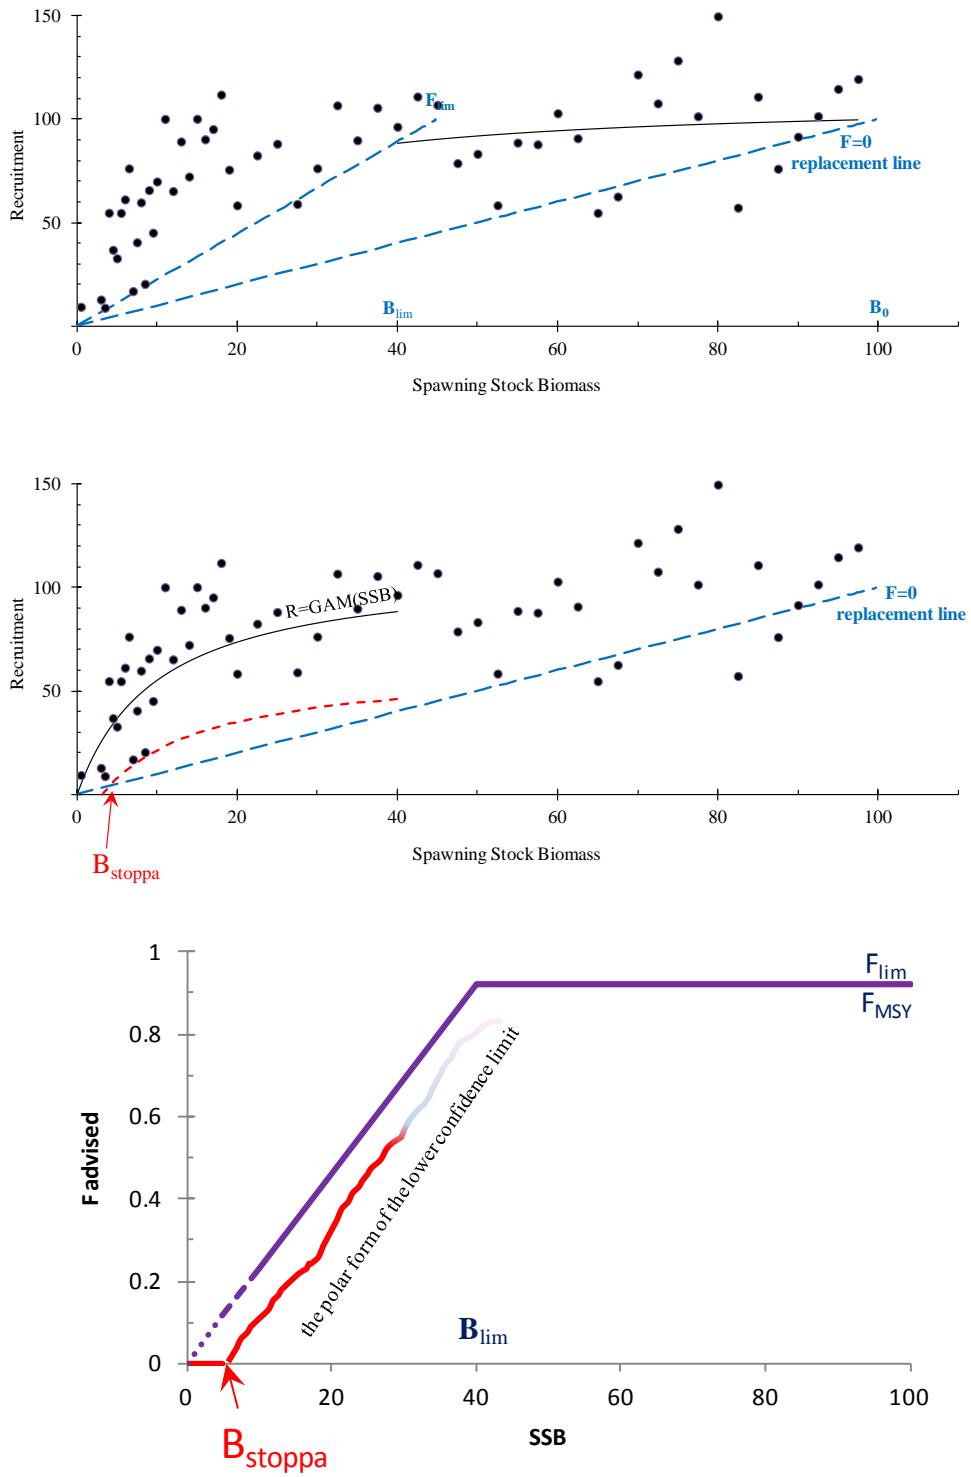 150
100
50
Recruitment
F_lim
F=0
replacement line
B_lim
B_0
0 20 40 60 80 100
Spawning Stock Biomass
150
100
50
Recruitment
R=GAM(SSB)
F=0
replacement line
0 20 40 60 80 100
B_stoppa
Spawning Stock Biomass
1
0.8
0.6
0.4
0.2
0
F advised
F_lim
F_MSY
the polar form of the lower confidence limit
B_lim
0 20 40 60 80 100
SSB
B_stoppa